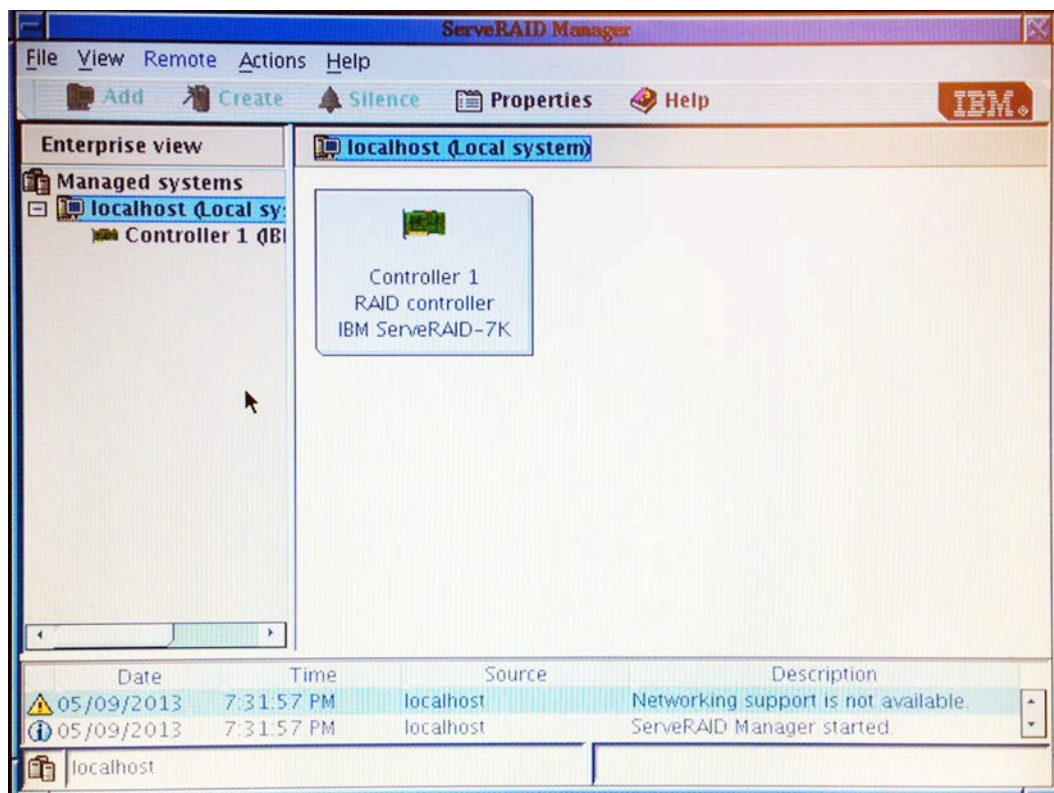 ServeRAID Manager
File View Remote Actions Help
Add Create Silence Properties Help IBM®
Enterprise view
localhost (Local system)
Managed systems
localhost (Local sy
Controller 1 (IB
Controller 1
RAID controller
IBM ServeRAID-7K
Date Time Source Description
05/09/2013 7:31:57 PM localhost Networking support is not available.
05/09/2013 7:31:57 PM localhost ServeRAID Manager started.
localhost